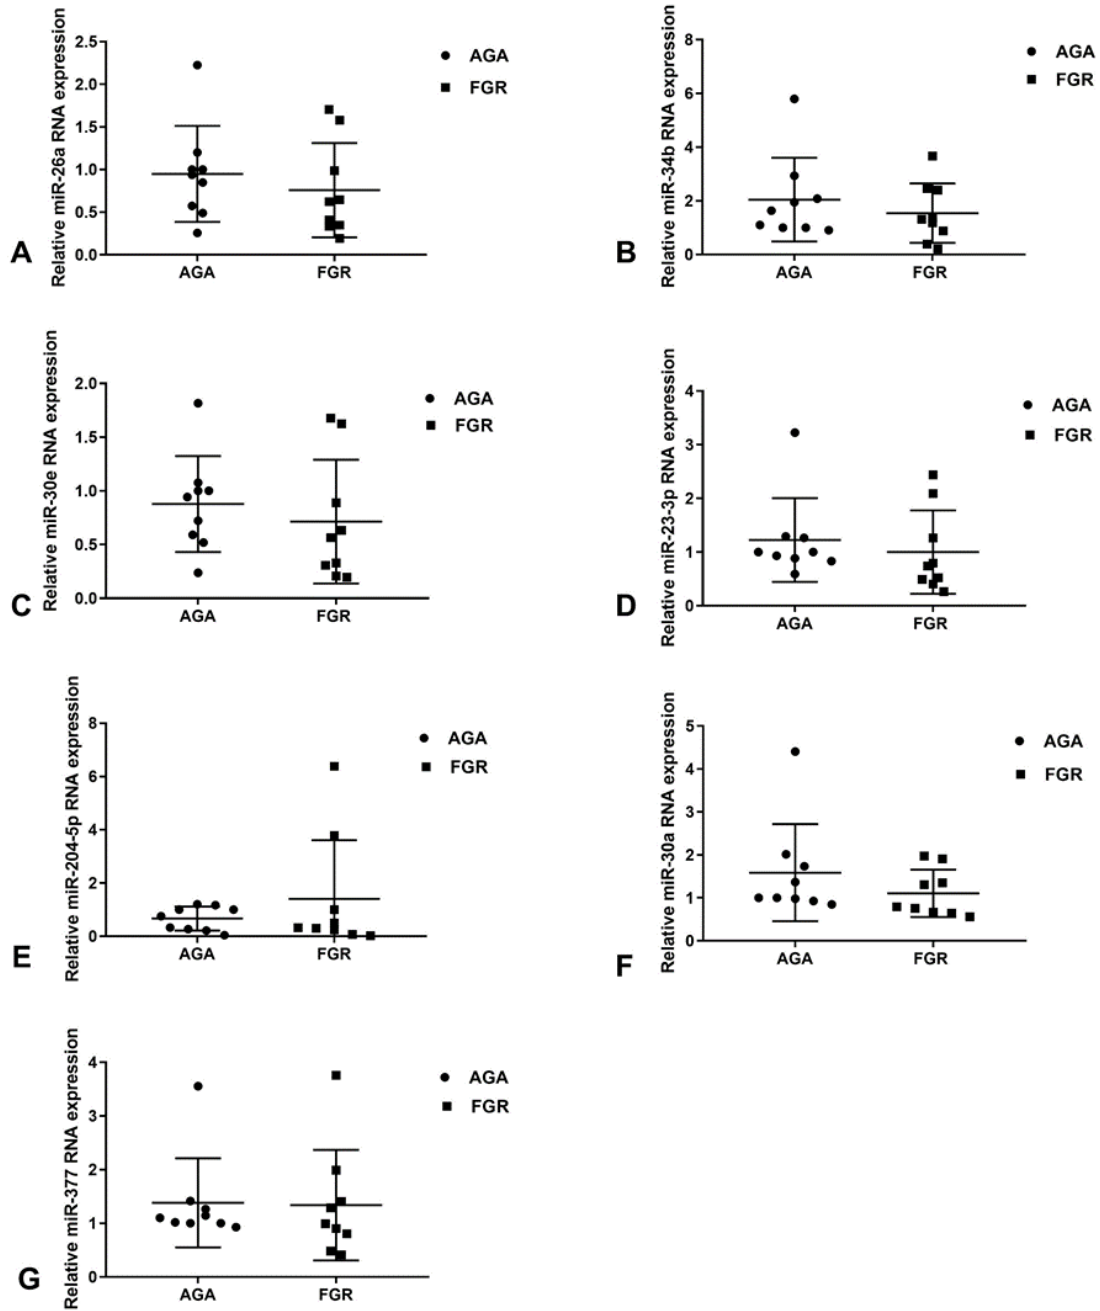 Relative miR-26a RNA expression
2.5
2.0
1.5
1.0
0.5
0.0
AGA
FGR
AGA
FGR
A
Relative miR-34b RNA expression
8
6
4
2
0
AGA
FGR
AGA
FGR
B
Relative miR-30e RNA expression
2.0
1.5
1.0
0.5
0.0
AGA
FGR
AGA
FGR
C
Relative miR-23-3p RNA expression
4
3
2
1
0
AGA
FGR
AGA
FGR
D
Relative miR-204-5p RNA expression
8
6
4
2
0
AGA
FGR
AGA
FGR
E
Relative miR-30a RNA expression
5
4
3
2
1
0
AGA
FGR
AGA
FGR
F
Relative miR-377 RNA expression
4
3
2
1
0
AGA
FGR
AGA
FGR
G